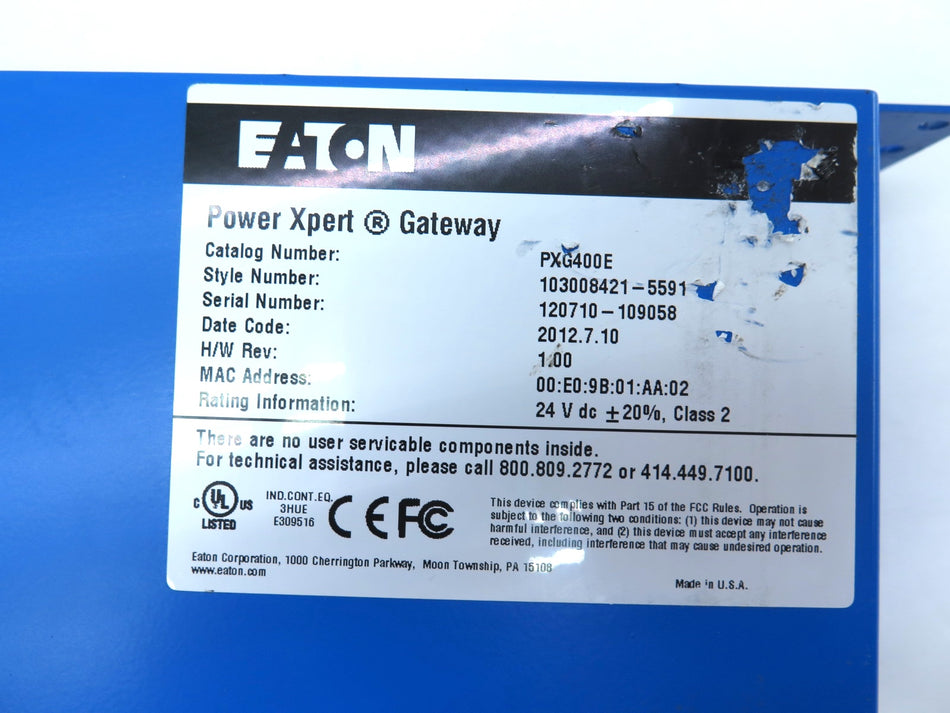 EATON
Power Xpert ® Gateway
Catalog Number: PXG400E
Style Number: 103008421-5591
Serial Number: 120710-109058
Date Code: 2012.7.10
H/W Rev: 1.00
MAC Address: 00:E0:9B:01:AA:02
Rating Information: 24 V dc ±20%, Class 2
There are no user servicable components inside.
For technical assistance, please call 800.809.2772 or 414.449.7100.
C UL US
LISTED
IND.CONT.EQ.
3HUE
E309516
CE FC
This device complies with Part 15 of the FCC Rules. Operation is
subject to the following two conditions: (1) this device may not cause
harmful interference, and (2) this device must accept any interference
received, including interference that may cause undesired operation.
Eaton Corporation, 1000 Cherrington Parkway, Moon Township, PA 15108
www.eaton.com
Made in U.S.A.